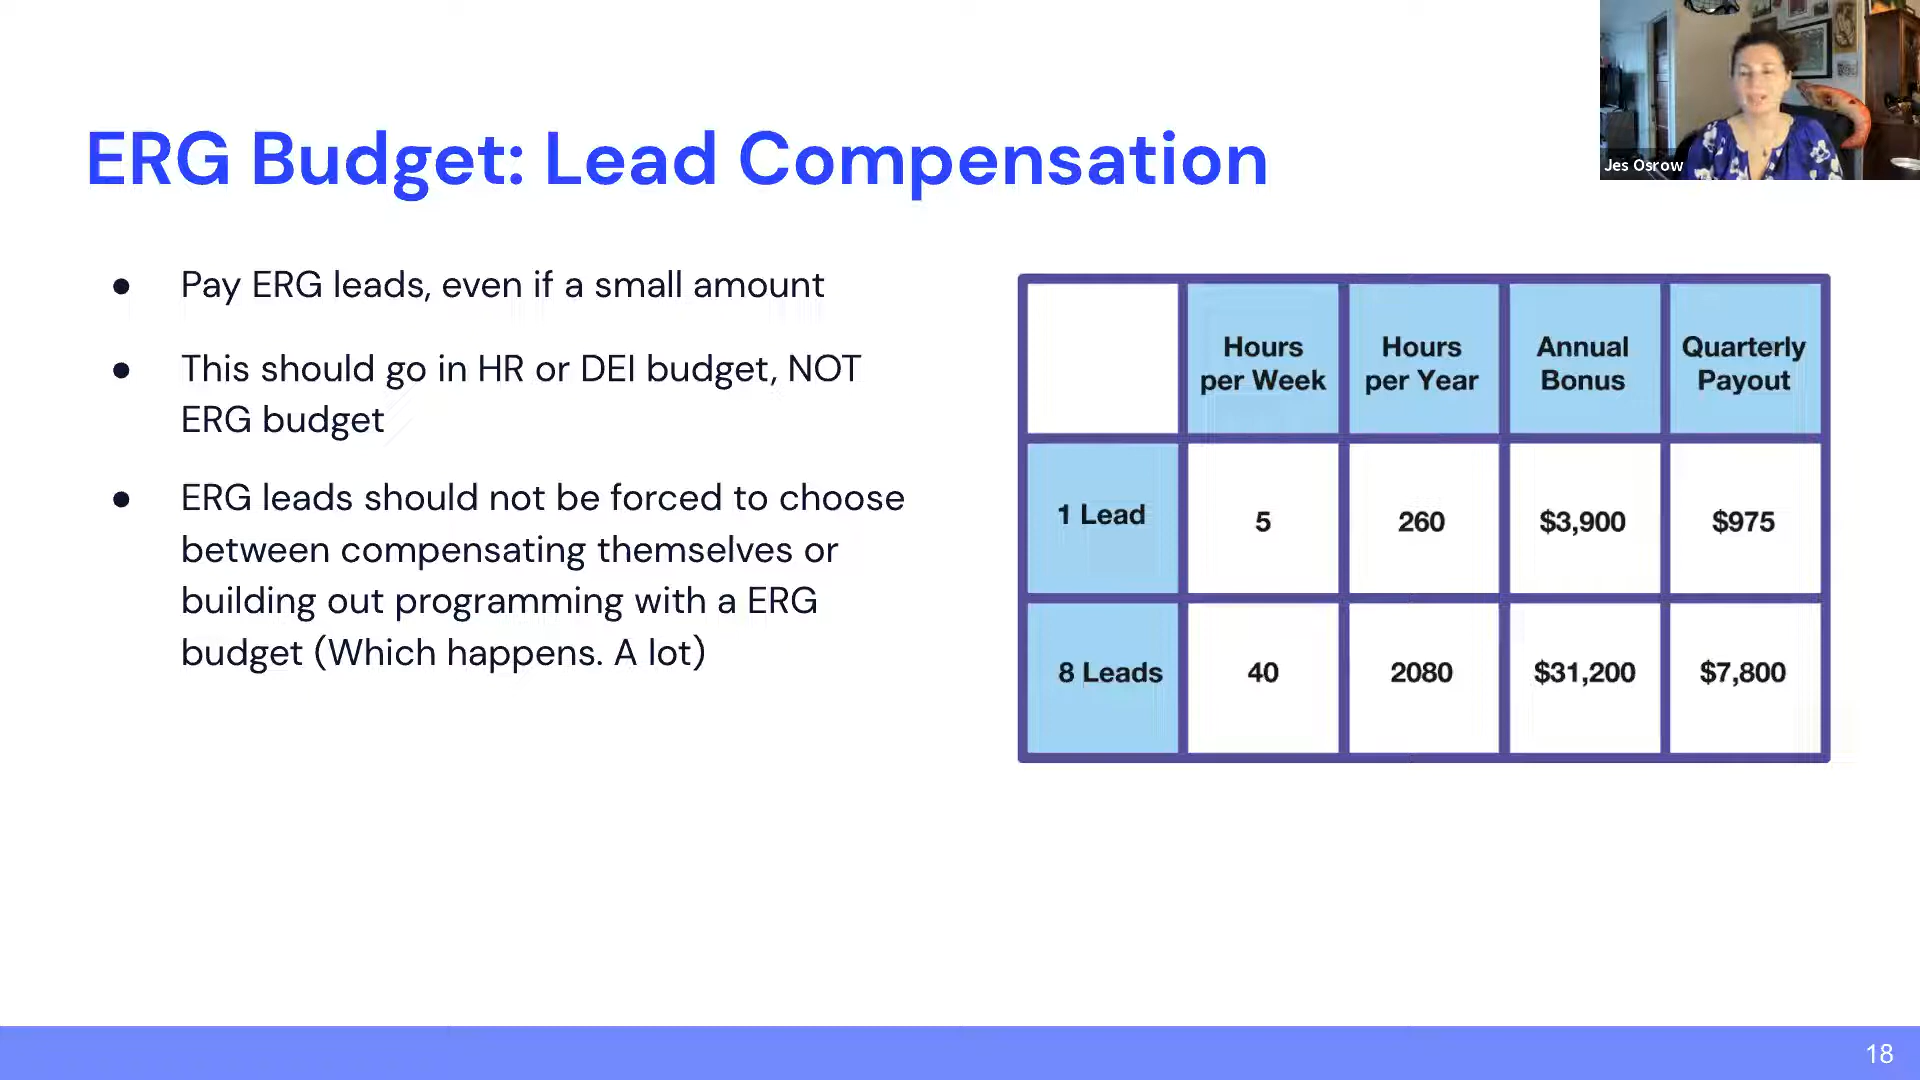 Jes Osrow
ERG Budget: Lead Compensation
● Pay ERG leads, even if a small amount
● This should go in HR or DEI budget, NOT
ERG budget
● ERG leads should not be forced to choose
between compensating themselves or
building out programming with a ERG
budget (Which happens. A lot)
Hours per Week Hours per Year Annual Bonus Quarterly Payout
1 Lead 5 260 $3,900 $975
8 Leads 40 2080 $31,200 $7,800
18